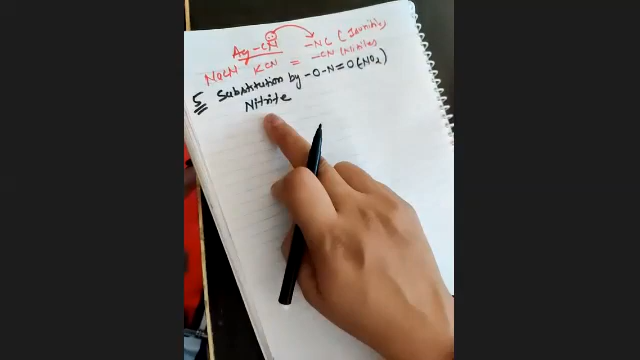 Ag-CN -NC (Isonitrile)
NaCN KCN = -CN (Nitriles)
5 Substitution by -O-N=O (NO2)
Nitrite